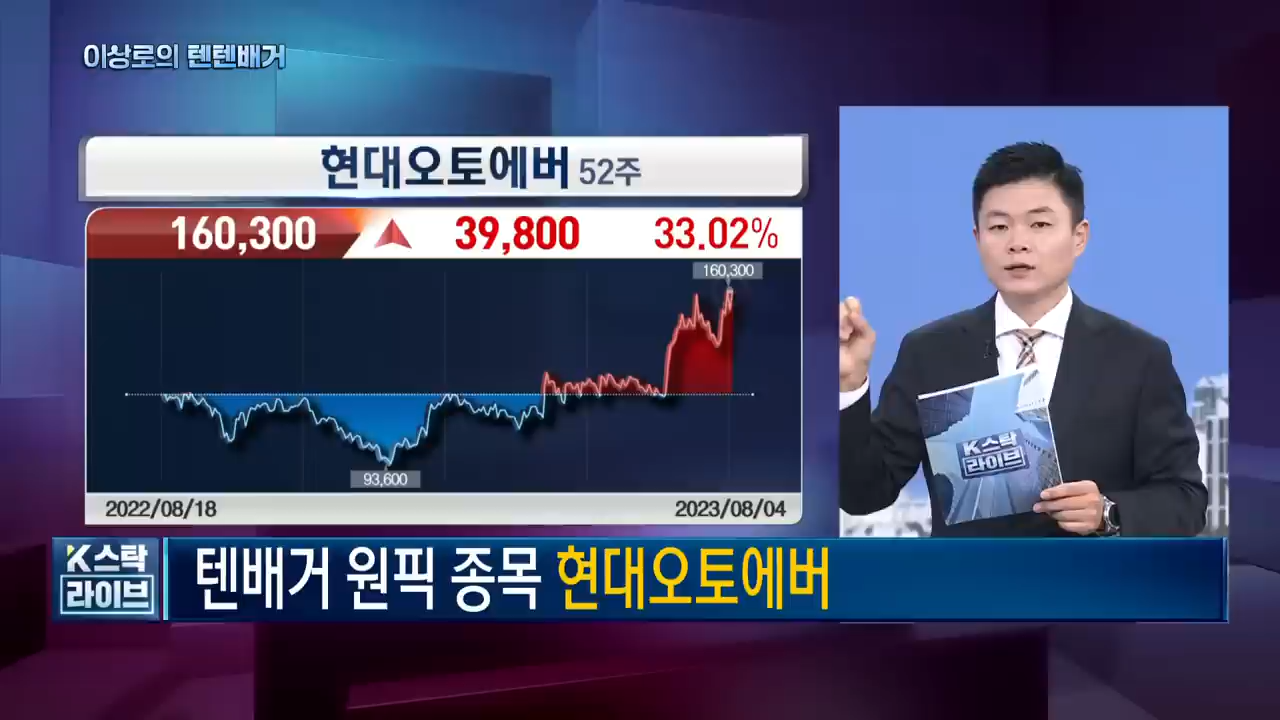 이상로의 텐텐배거
현대오토에버 52주
160,300 39,800 33.02%
160,300
93,600
2022/08/18 2023/08/04
K스탁
라이브
K스탁
라이브
텐배거 원픽 종목 현대오토에버